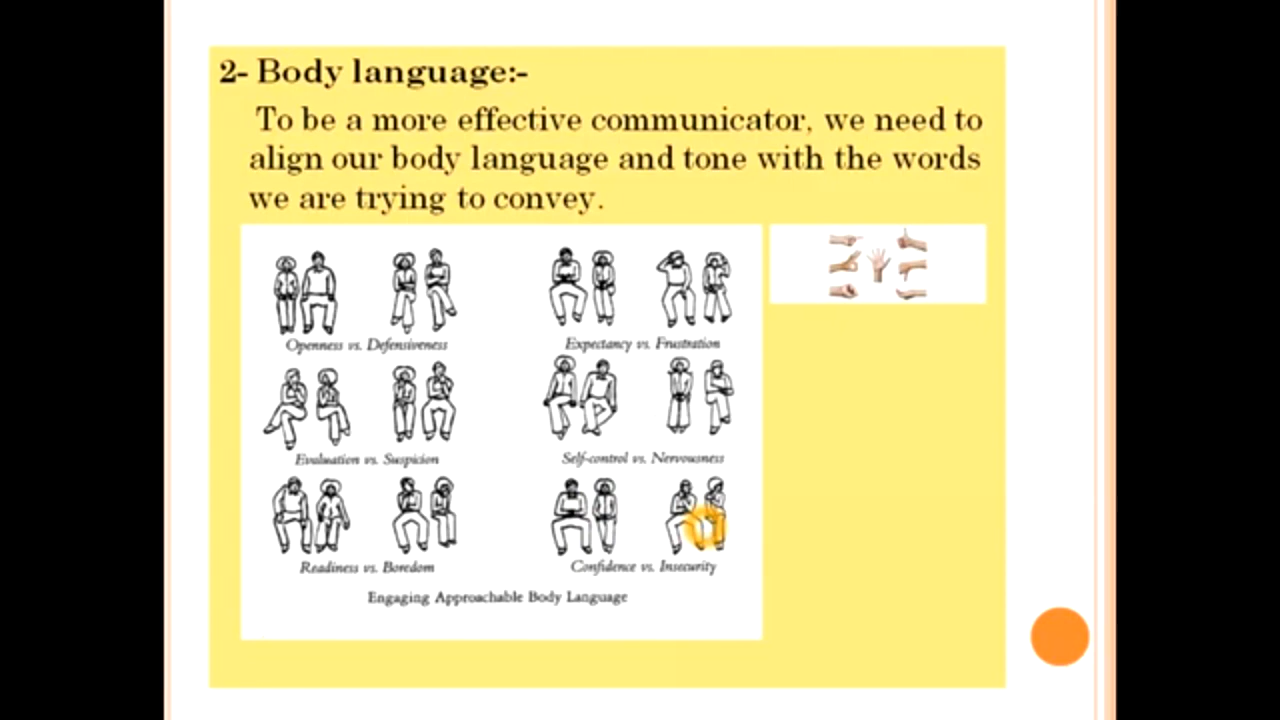 2- Body language:-
To be a more effective communicator, we need to
align our body language and tone with the words
we are trying to convey.
Openness vs. Defensiveness
Expectancy vs. Frustration
Evaluation vs. Suspicion
Self-control vs. Nervousness
Readiness vs. Boredom
Confidence vs. Insecurity
Engaging Approachable Body Language